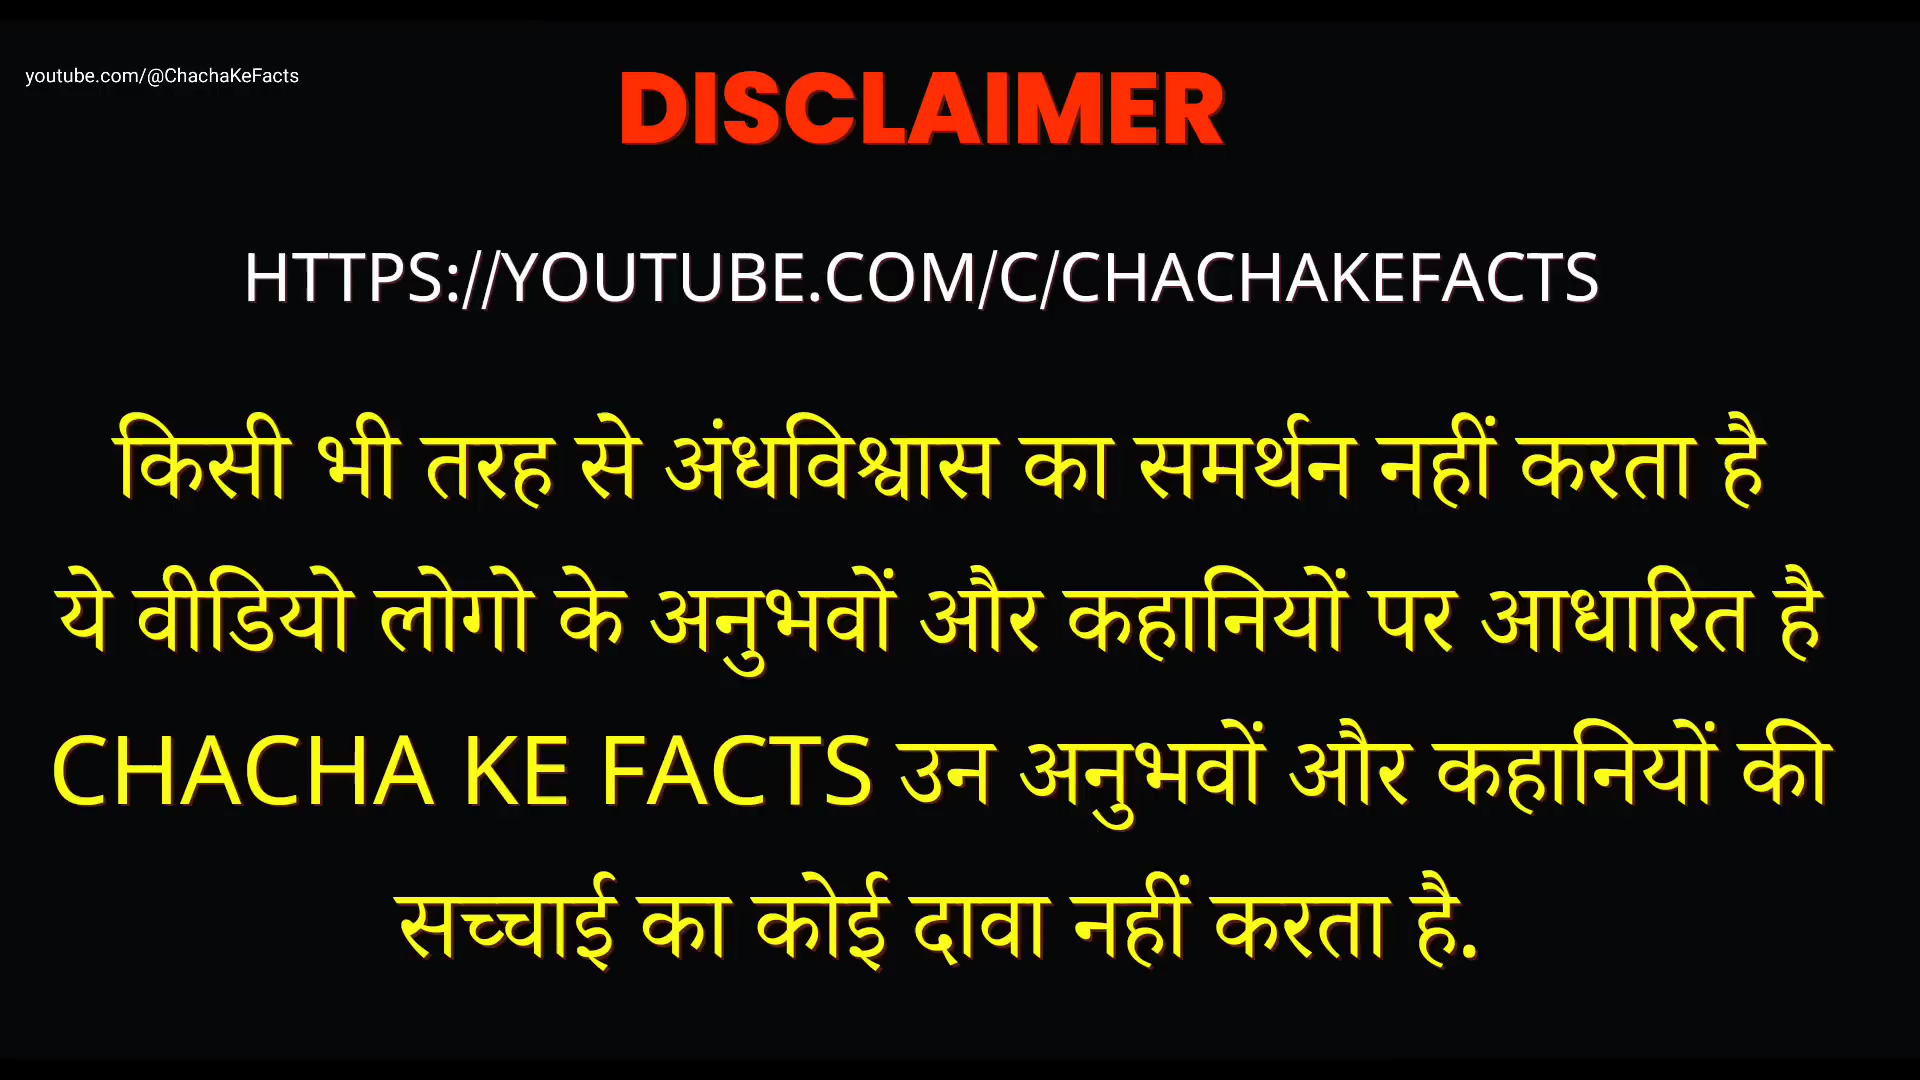 youtube.com/@ChachaKeFacts
DISCLAIMER
HTTPS://YOUTUBE.COM/C/CHACHAKEFACTS
किसी भी तरह से अंधविश्वास का समर्थन नहीं करता है
ये वीडियो लोगो के अनुभवों और कहानियों पर आधारित है
CHACHA KE FACTS उन अनुभवों और कहानियों की
सच्चाई का कोई दावा नहीं करता है.